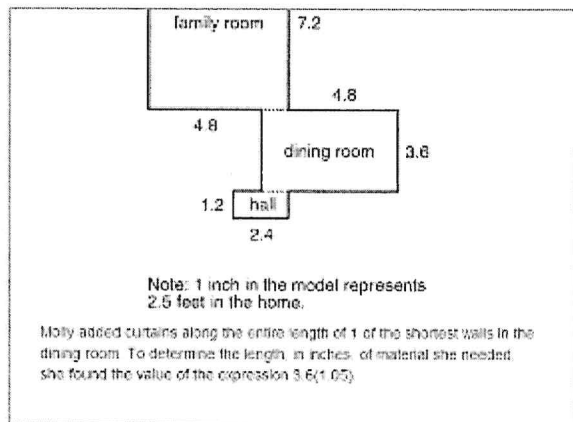 family room
7.2
4.8
4.8
dining room
3.6
1.2
hall
2.4
Note: 1 inch in the model represents
2.5 feet in the home.
Molly added curtains along the entire length of 1 of the shortest walls in the
dining room. To determine the length, in inches, of material she needed,
she found the value of the expression 3.6(1.05).